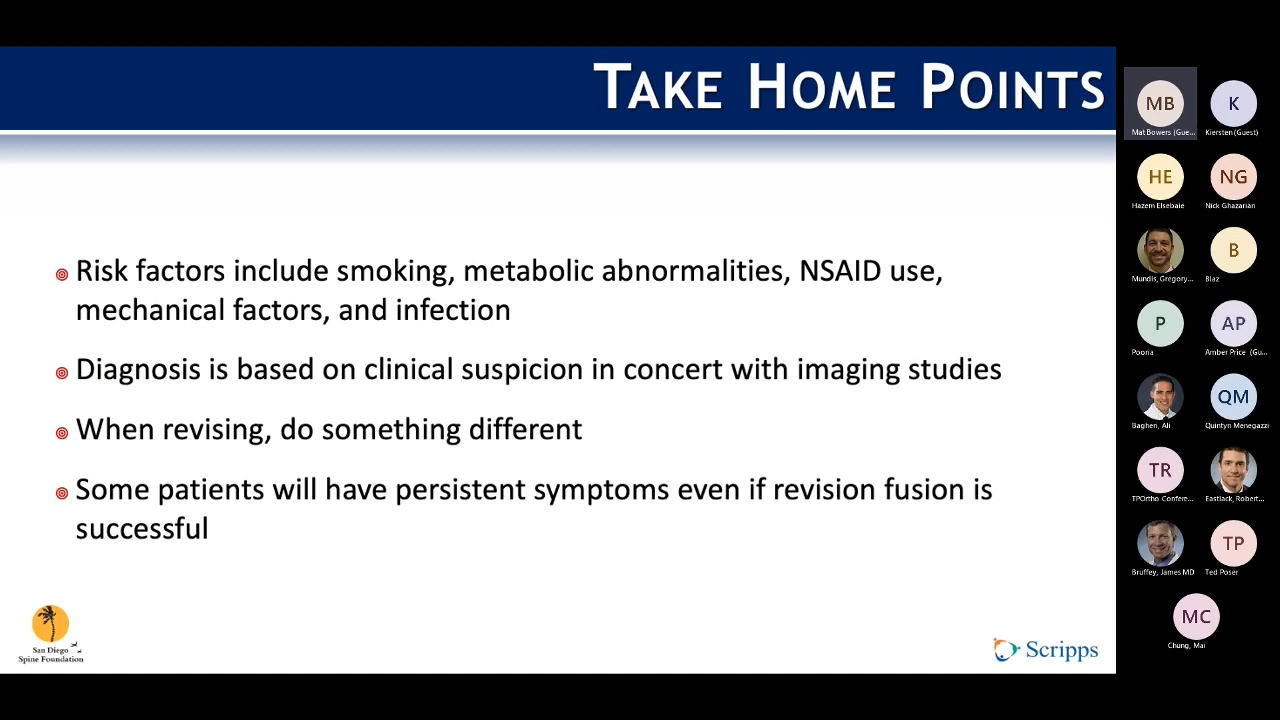 TAKE HOME POINTS
Risk factors include smoking, metabolic abnormalities, NSAID use,
mechanical factors, and infection
Diagnosis is based on clinical suspicion in concert with imaging studies
When revising, do something different
Some patients will have persistent symptoms even if revision fusion is
successful
San Diego
Spine Foundation
Scripps
MB
Mat Bowers (Gue...
K
Kiersten (Guest)
HE
Hazem Elsebaie
NG
Nick Ghazarian
Mundis, Gregory...
B
Blaz
P
Pooria
AP
Amber Price (Gu...
Baghen, Ali
QM
Quintyn Menegazzi
TR
TPOrtho Confere...
Eastlack, Robert...
Bruffey, James MD
TP
Ted Poser
MC
Chung, Mai